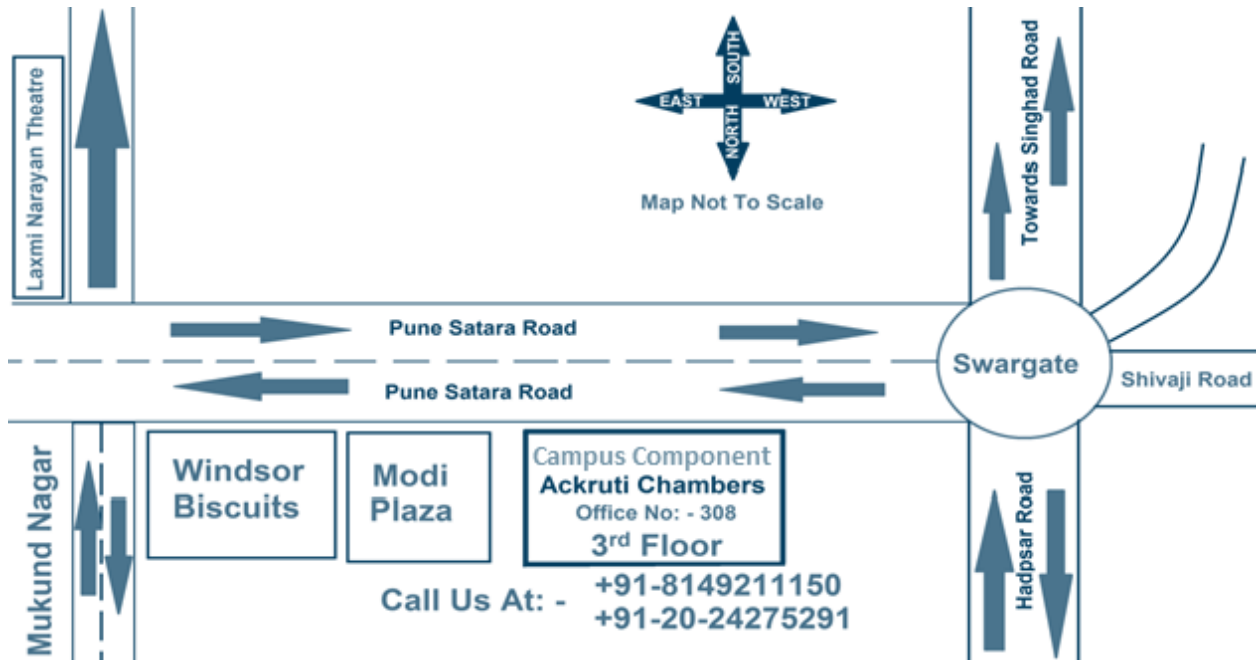 Laxmi Narayan Theatre
SOUTH
EAST
WEST
NORTH
Map Not To Scale
Towards Singhad Road
Pune Satara Road
Pune Satara Road
Swargate
Shivaji Road
Mukund Nagar
Windsor
Biscuits
Modi
Plaza
Campus Component
Ackruti Chambers
Office No: - 308
3rd Floor
Hadpsar Road
Call Us At: -
+91-8149211150
+91-20-24275291